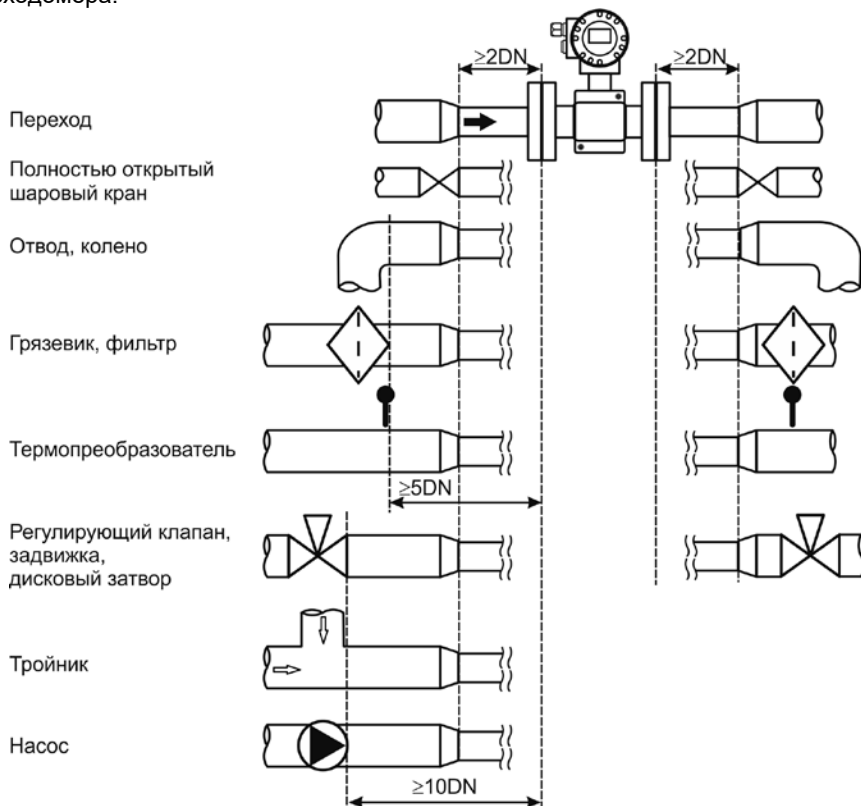 ≥2DN
≥2DN
Переход
Полностью открытый
шаровый кран
Отвод, колено
Грязевик, фильтр
Термопреобразователь
≥5DN
Регулирующий клапан,
задвижка,
дисковый затвор
Тройник
Насос
≥10DN